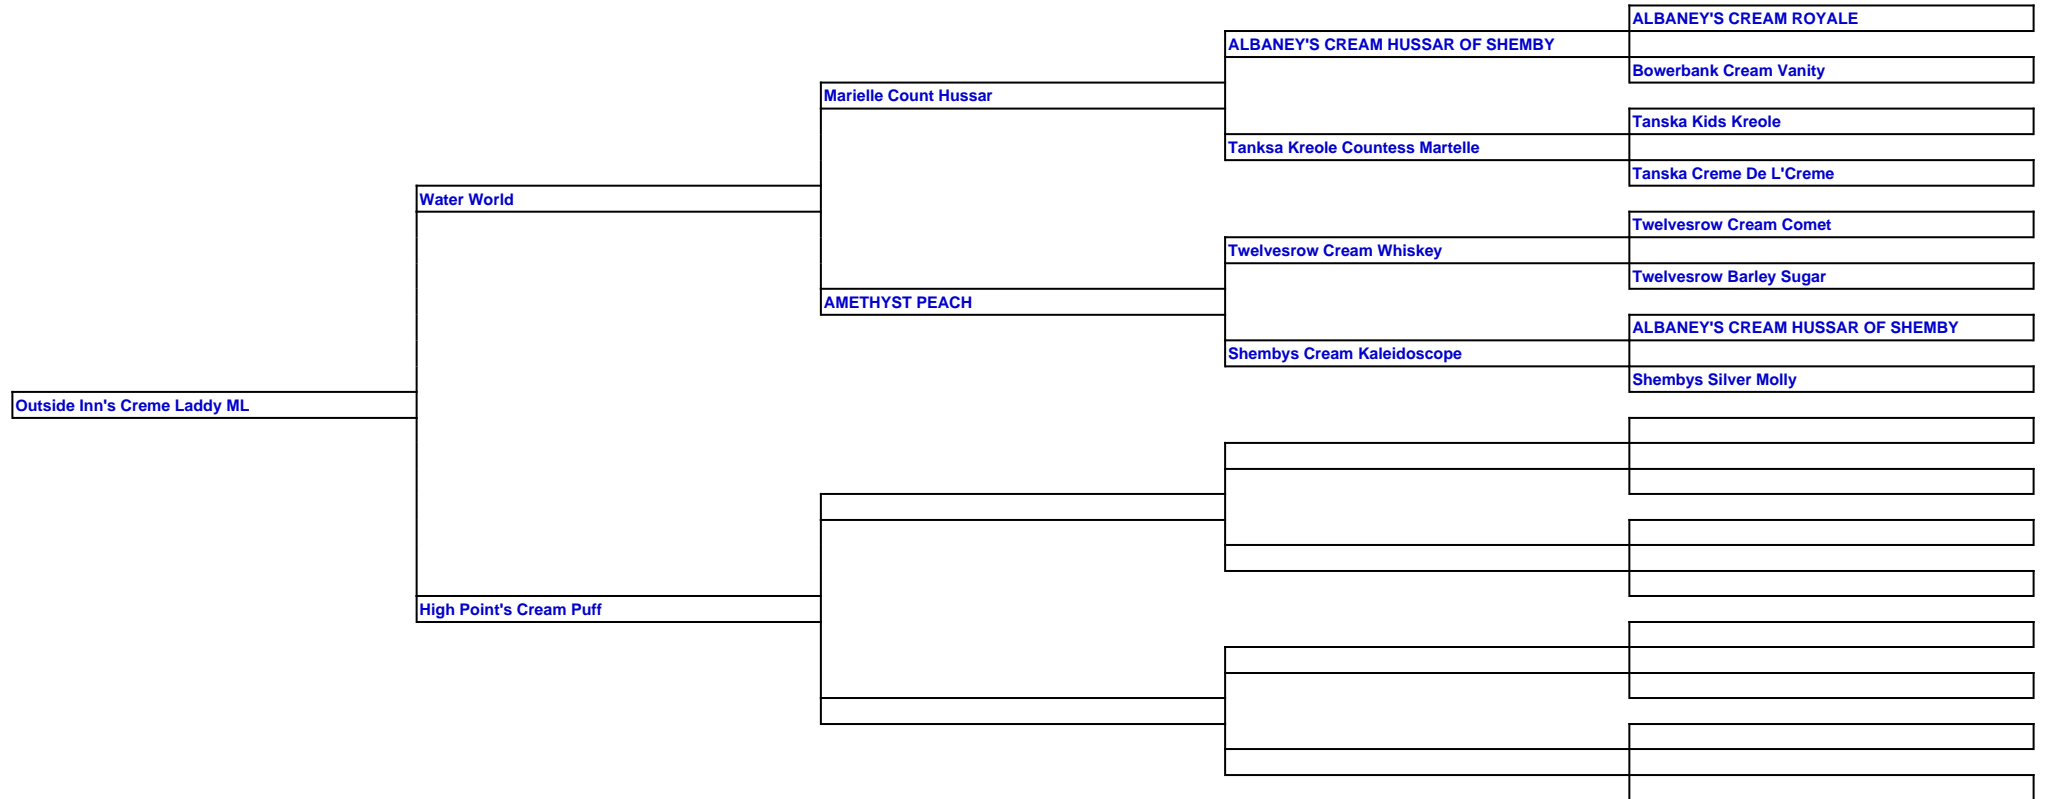 ALBANEY'S CREAM ROYALE
ALBANEY'S CREAM HUSSAR OF SHEMBY
Bowerbank Cream Vanity
Marielle Count Hussar
Tanska Kids Kreole
Tanksa Kreole Countess Martelle
Tanska Creme De L'Creme
Water World
Twelvesrow Cream Comet
Twelvesrow Cream Whiskey
Twelvesrow Barley Sugar
AMETHYST PEACH
ALBANEY'S CREAM HUSSAR OF SHEMBY
Shembys Cream Kaleidoscope
Shembys Silver Molly
Outside Inn's Creme Laddy ML
High Point's Cream Puff